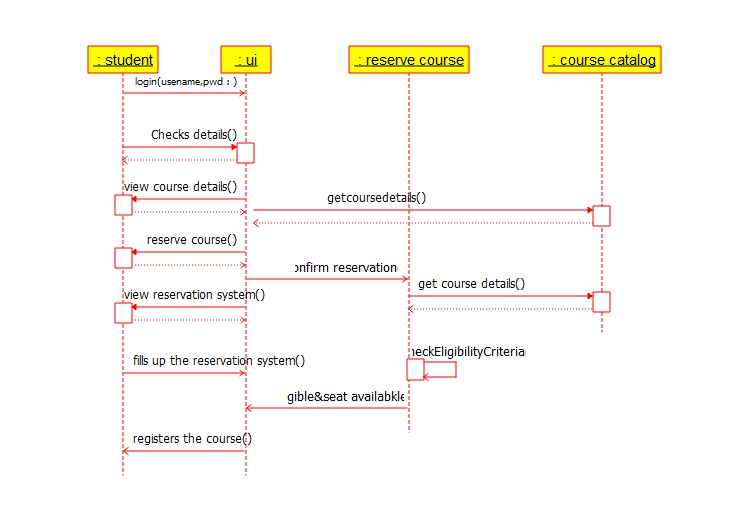 : student
: ui
: reserve course
: course catalog
login(usename,pwd : )
Checks details()
view course details()
getcoursedetails()
reserve course()
onfirm reservation
get course details()
view reservation system()
neckEligibilityCriteria
fills up the reservation system()
gible&seat availabkle
registers the course()